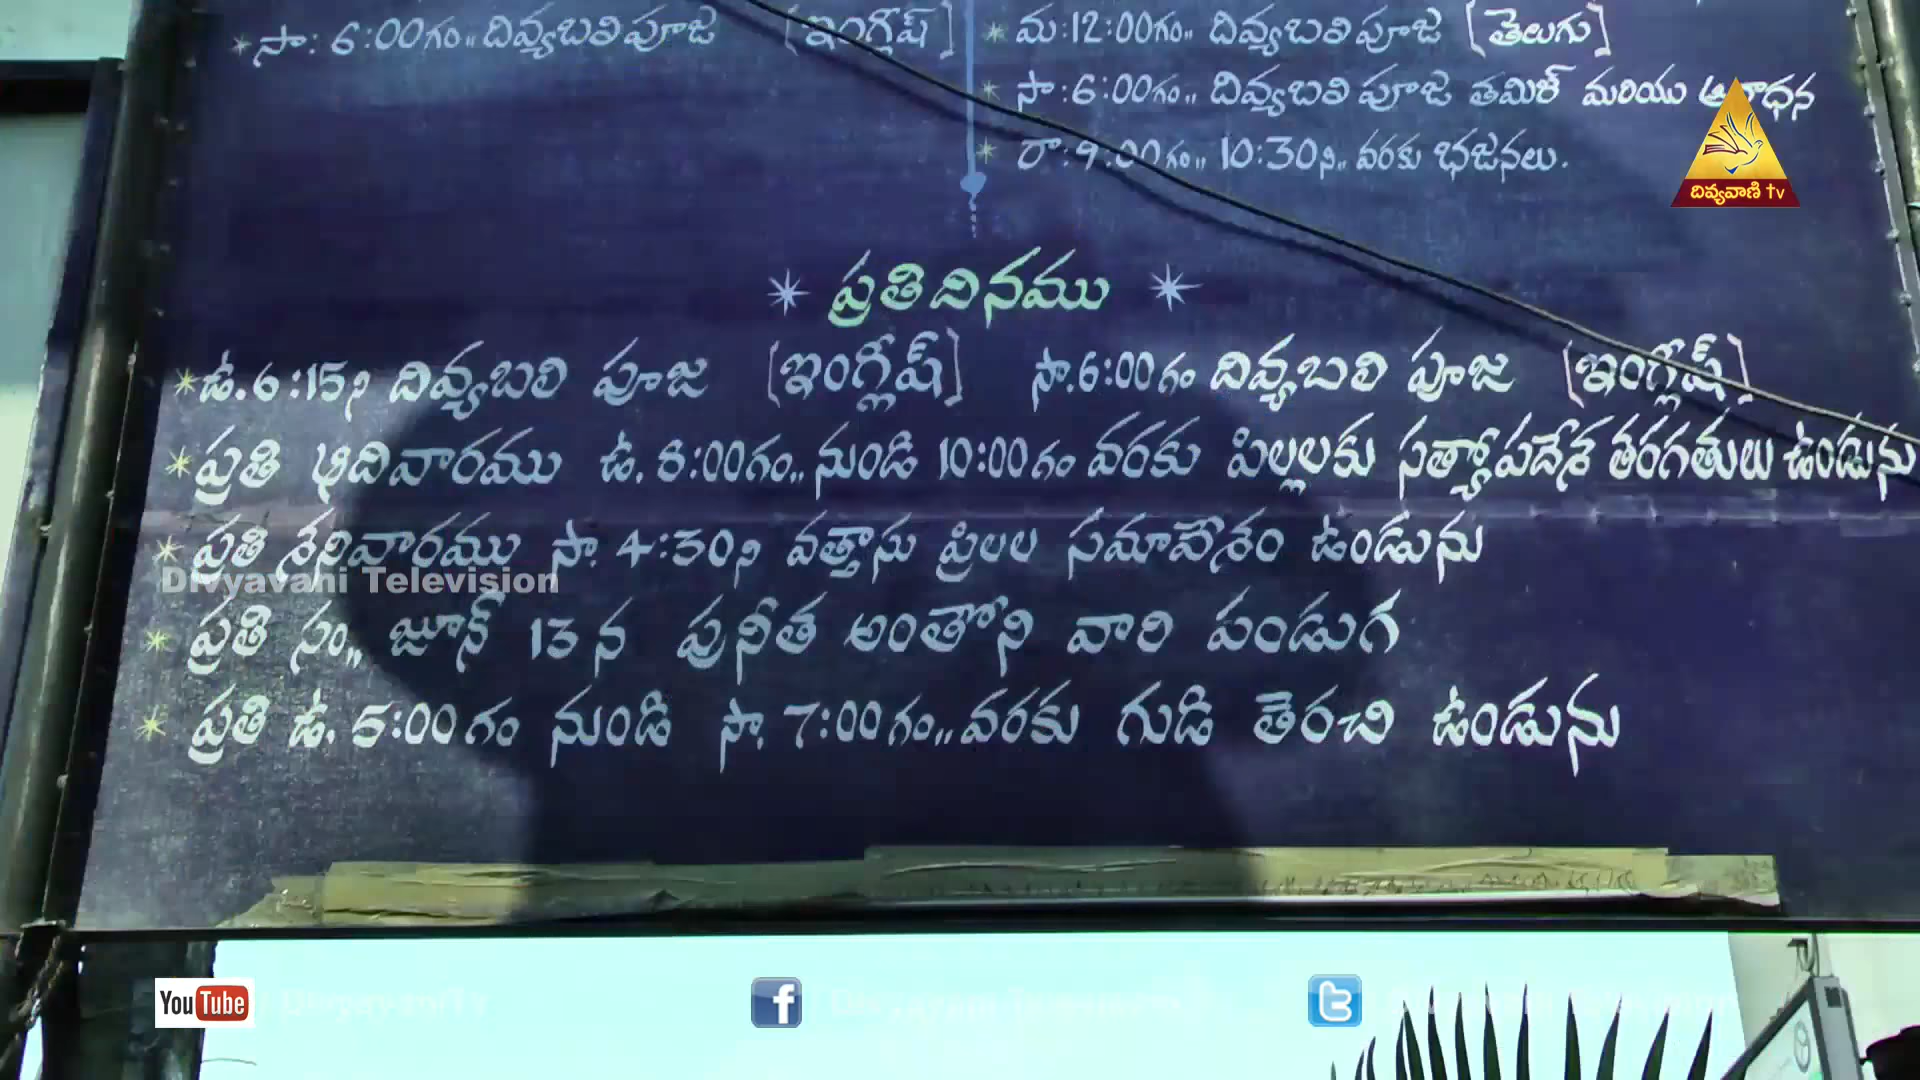 సా: 6:00గం,, దివ్యబలి పూజ [ఇంగ్లేష్]
మ:12:00గం,, దివ్యబలి పూజ [తెలుగు]
సా:6:00గం,, దివ్యబలి పూజ తమిళ్ మరియు
రా:9:00గం,, 10:30ని,, వరకు భజనలు.
దివ్యవాణి tv
ప్రతిదినము
ఉ.6:15ని దివ్యబలి పూజ [ఇంగ్లేష్] సా.6:00గం దివ్యబలి పూజ [ఇంగ్లేష్]
ప్రతి ఆదివారము ఉ. 8:00గం,, నుండి 10:00గం వరకు పిల్లలకు సత్యోపదేశ తరగతులు ఉండును
ప్రతి శనివారము సా. 4:30ని సమావేశం ఉండును
Divyavani Television
ప్రతి సం,, జూన్ 13న పునీత అంతోని వారి పండుగ
ప్రతి ఉ. 5:00గం నుండి సా. 7:00గం,, వరకు గుడి తెరచి ఉండును
YouTube
f